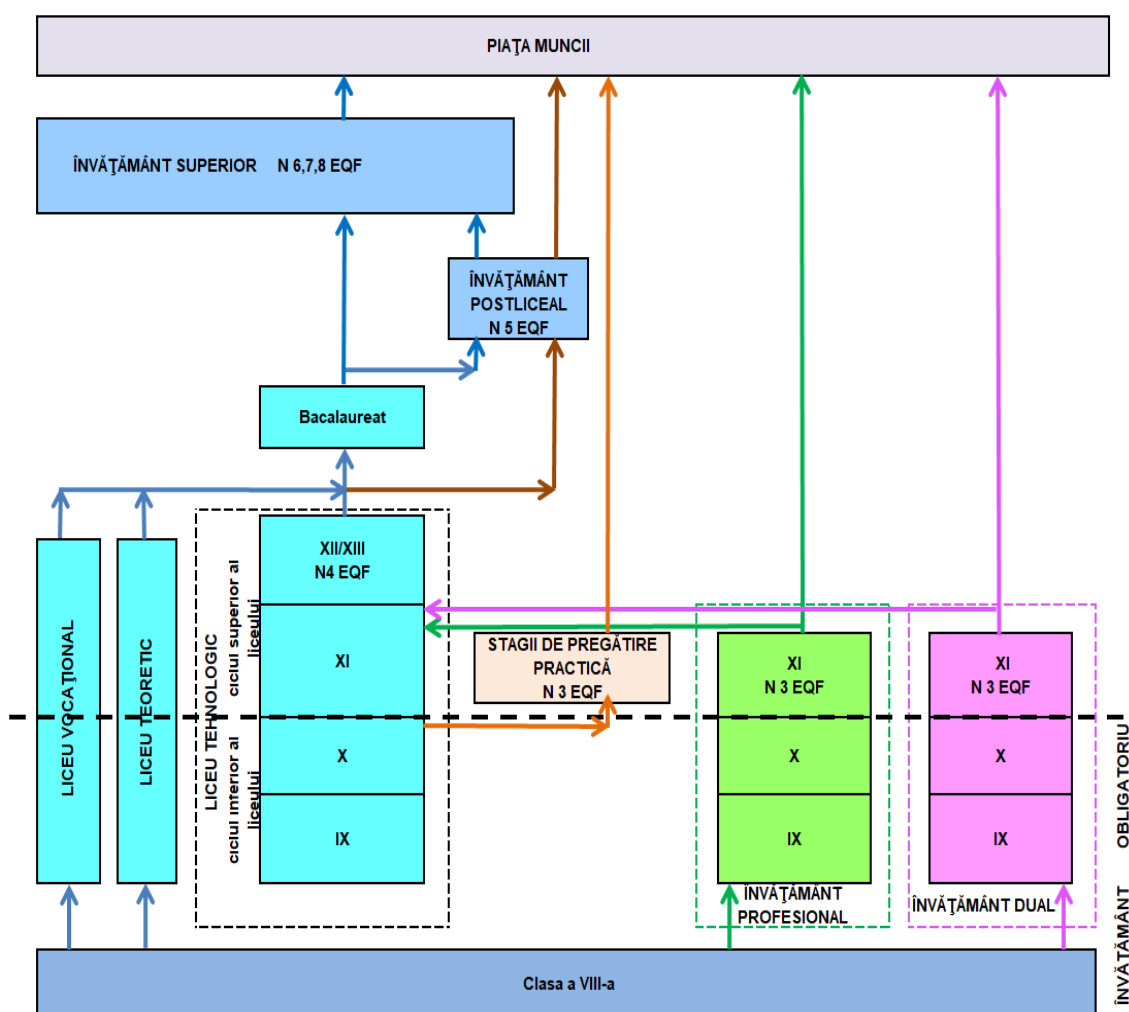 PIAŢA MUNCII
ÎNVĂŢĂMÂNT SUPERIOR N 6,7,8 EQF
ÎNVĂŢĂMÂNT
POSTLICEAL
N 5 EQF
Bacalaureat
LICEU VOCAŢIONAL
LICEU TEORETIC
LICEU TEHNOLOGIC
ciclul superior al
liceului
ciclul inferior al
liceului
XII/XIII
N4 EQF
XI
X
IX
STAGII DE PREGĂTIRE
PRACTICĂ
N 3 EQF
XI
N 3 EQF
X
IX
ÎNVĂŢĂMÂNT
PROFESIONAL
XI
N 3 EQF
X
IX
ÎNVĂŢĂMÂNT DUAL
ÎNVĂŢĂMÂNT OBLIGATORIU
Clasa a VIII-a